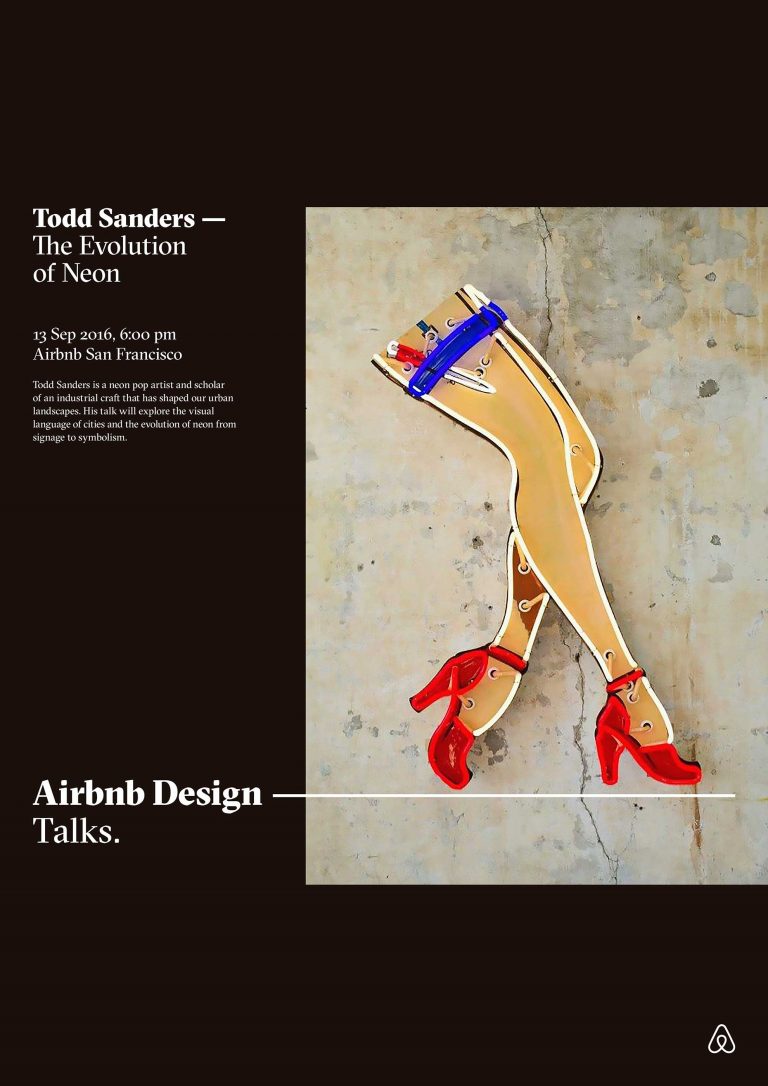 Todd Sanders —
The Evolution
of Neon
13 Sep 2016, 6:00 pm
Airbnb San Francisco
Todd Sanders is a neon pop artist and scholar
of an industrial craft that has shaped our urban
landscapes. His talk will explore the visual
language of cities and the evolution of neon from
signage to symbolism.
Airbnb Design —
Talks.